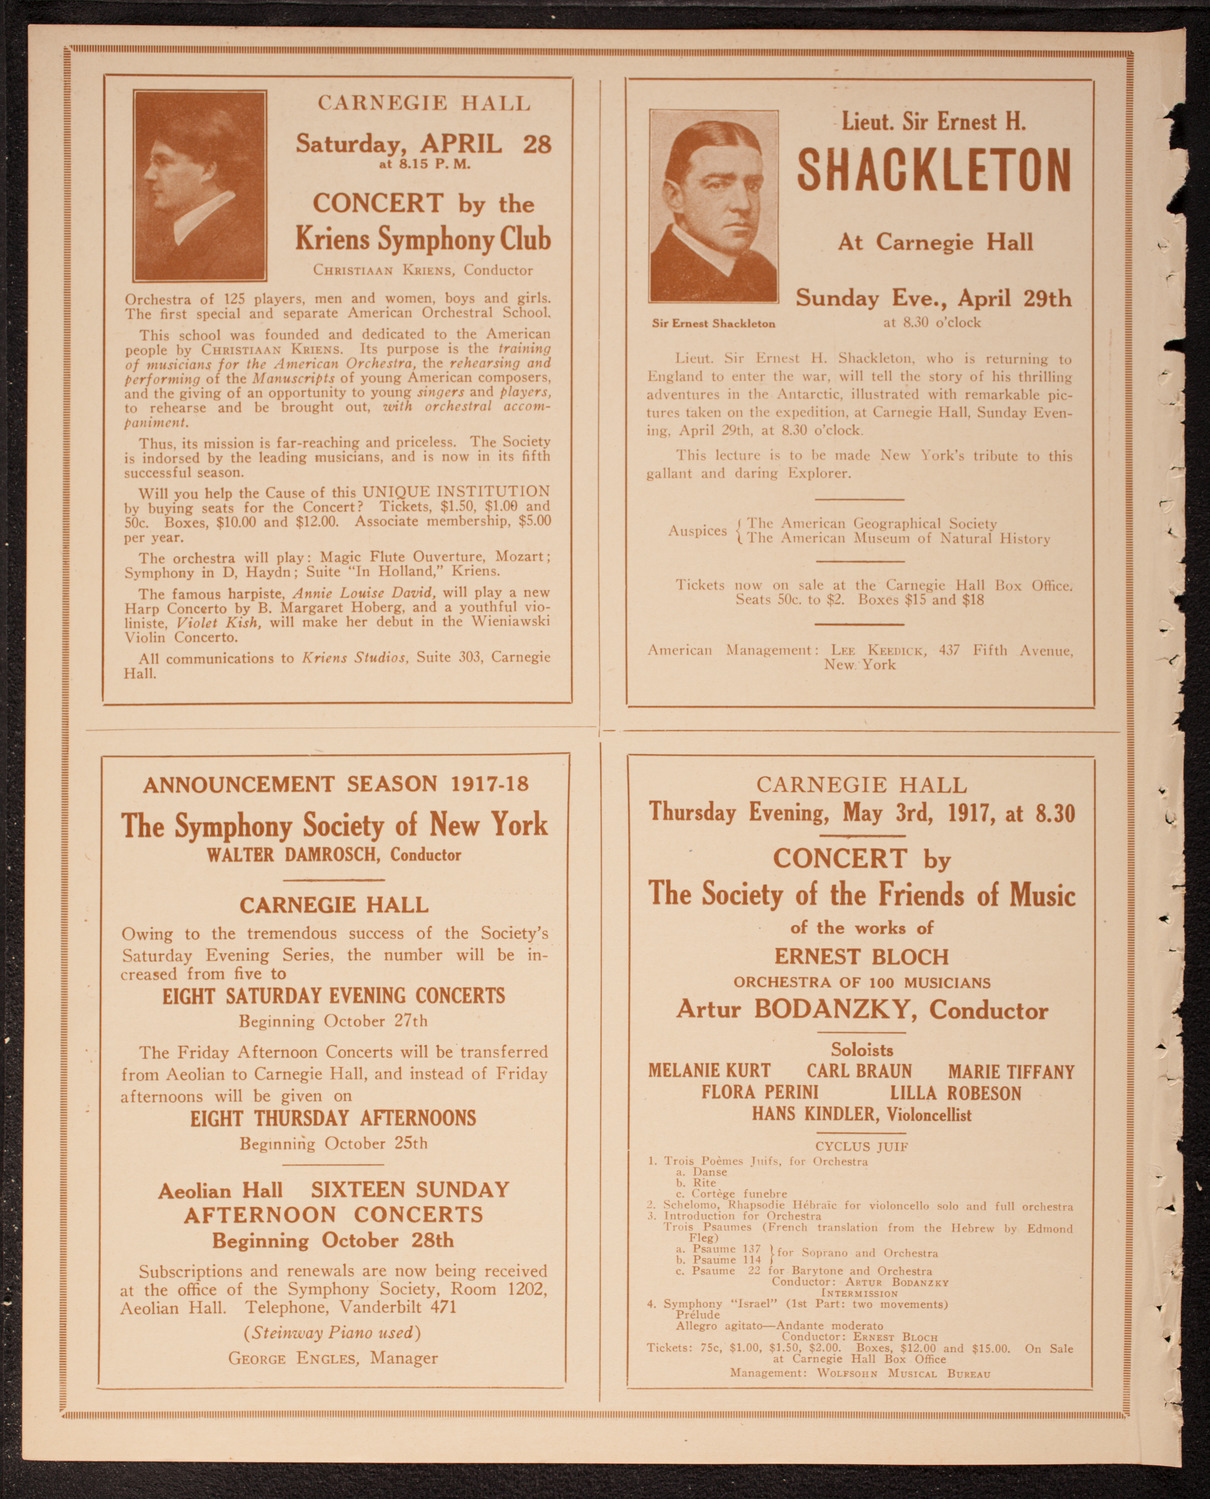 CARNEGIE HALL
Saturday, APRIL 28
at 8.15 P. M.
CONCERT by the
Kriens Symphony Club
CHRISTIAAN KRIENS, Conductor
Orchestra of 125 players, men and women, boys and girls.
The first special and separate American Orchestral School.
This school was founded and dedicated to the American
people by CHRISTIAAN KRIENS. Its purpose is the training
of musicians for the American Orchestra, the rehearsing and
performing of the Manuscripts of young American composers,
and the giving of an opportunity to young singers and players,
to rehearse and be brought out, with orchestral accom-
paniment.
Thus, its mission is far-reaching and priceless. The Society
is indorsed by the leading musicians, and is now in its fifth
successful season.
Will you help the Cause of this UNIQUE INSTITUTION
by buying seats for the Concert? Tickets, $1.50, $1.00 and
50c. Boxes, $10.00 and $12.00. Associate membership, $5.00
per year.
The orchestra will play: Magic Flute Ouverture, Mozart;
Symphony in D, Haydn; Suite "In Holland," Kriens.
The famous harpiste, Annie Louise David, will play a new
Harp Concerto by B. Margaret Hoberg, and a youthful vio-
liniste, Violet Kish, will make her debut in the Wieniawski
Violin Concerto.
All communications to Kriens Studios, Suite 303, Carnegie
Hall.
Lieut. Sir Ernest H.
SHACKLETON
At Carnegie Hall
Sunday Eve., April 29th
at 8.30 o'clock
Sir Ernest Shackleton
Lieut. Sir Ernest H. Shackleton, who is returning to
England to enter the war, will tell the story of his thrilling
adventures in the Antarctic, illustrated with remarkable pic-
tures taken on the expedition, at Carnegie Hall, Sunday Even-
ing, April 29th, at 8.30 o'clock.
This lecture is to be made New York's tribute to this
gallant and daring Explorer.
Auspices { The American Geographical Society
{ The American Museum of Natural History
Tickets now on sale at the Carnegie Hall Box Office.
Seats 50c. to $2. Boxes $15 and $18
American Management: LEE KEEDICK, 437 Fifth Avenue,
New York
ANNOUNCEMENT SEASON 1917-18
The Symphony Society of New York
WALTER DAMROSCH, Conductor
CARNEGIE HALL
Owing to the tremendous success of the Society's
Saturday Evening Series, the number will be in-
creased from five to
EIGHT SATURDAY EVENING CONCERTS
Beginning October 27th
The Friday Afternoon Concerts will be transferred
from Aeolian to Carnegie Hall, and instead of Friday
afternoons will be given on
EIGHT THURSDAY AFTERNOONS
Beginning October 25th
Aeolian Hall SIXTEEN SUNDAY
AFTERNOON CONCERTS
Beginning October 28th
Subscriptions and renewals are now being received
at the office of the Symphony Society, Room 1202,
Aeolian Hall. Telephone, Vanderbilt 471
(Steinway Piano used)
GEORGE ENGLES, Manager
CARNEGIE HALL
Thursday Evening, May 3rd, 1917, at 8.30
CONCERT by
The Society of the Friends of Music
of the works of
ERNEST BLOCH
ORCHESTRA OF 100 MUSICIANS
Artur BODANZKY, Conductor
Soloists
MELANIE KURT CARL BRAUN MARIE TIFFANY
FLORA PERINI LILLA ROBESON
HANS KINDLER, Violoncellist
CYCLUS JUIF
1. Trois Poèmes Juifs, for Orchestra
a. Danse
b. Rite
c. Cortège funebre
2. Schelomo, Rhapsodie Hébraic for violoncello solo and full orchestra
3. Introduction for Orchestra
Trois Psaumes (French translation from the Hebrew by Edmond
Fleg)
a. Psaume 137 } for Soprano and Orchestra
b. Psaume 114 }
c. Psaume 22 for Barytone and Orchestra
Conductor: ARTUR BODANZKY
INTERMISSION
4. Symphony "Israel" (1st Part: two movements)
Prélude
Allegro agitato—Andante moderato
Conductor: ERNEST BLOCH
Tickets: 75c, $1.00, $1.50, $2.00. Boxes, $12.00 and $15.00. On Sale
at Carnegie Hall Box Office
Management: WOLFSOHN MUSICAL BUREAU